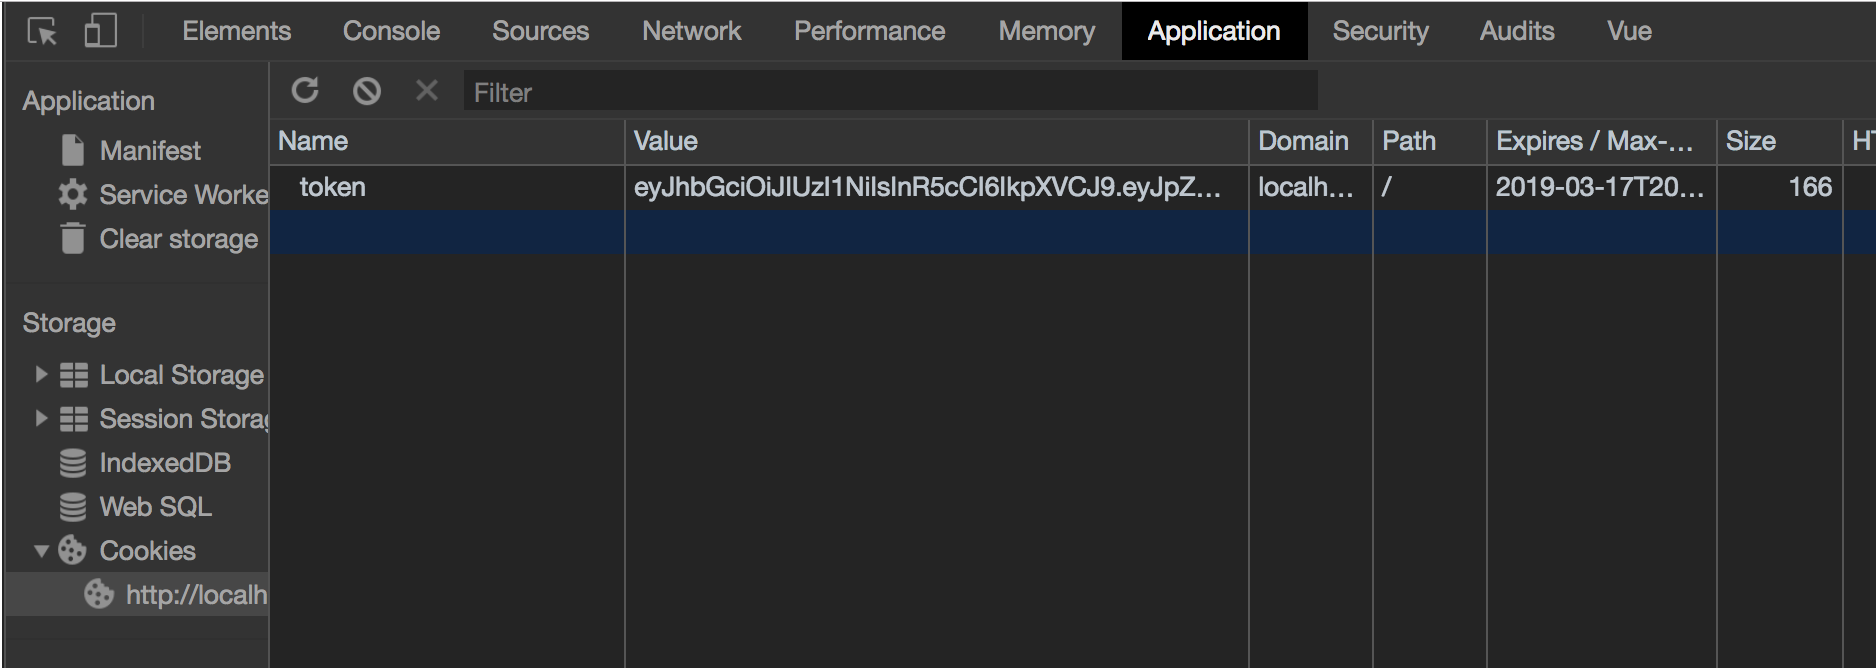 Elements Console Sources Network Performance Memory Application Security Audits Vue
Application
Manifest
Service Worke
Clear storage
Storage
Local Storage
Session Storag
IndexedDB
Web SQL
Cookies
http://localh
Filter
Name Value Domain Path Expires / Max-... Size HT
token eyJhbGciOiJIUzI1NiIsInR5cCI6IkpXVCJ9.eyJpZ... localh... / 2019-03-17T20... 166